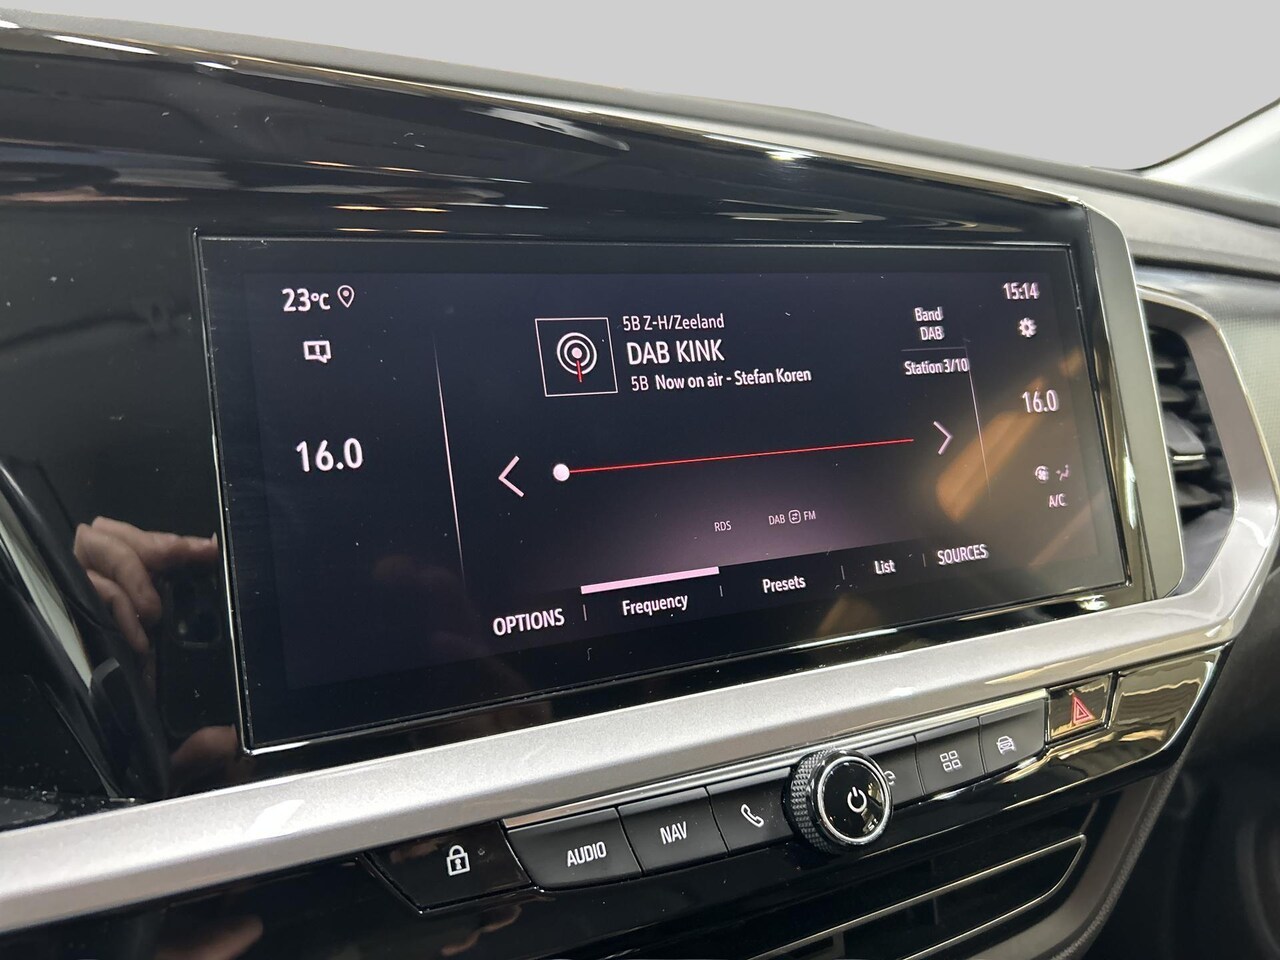 23°C
15:14
5B Z-H/Zeeland
DAB KINK
5B Now on air - Stefan Koren
Band
DAB
Station 3/10
16.0
16.0
A/C
RDS
DAB FM
OPTIONS
Frequency
Presets
List
SOURCES
AUDIO
NAV